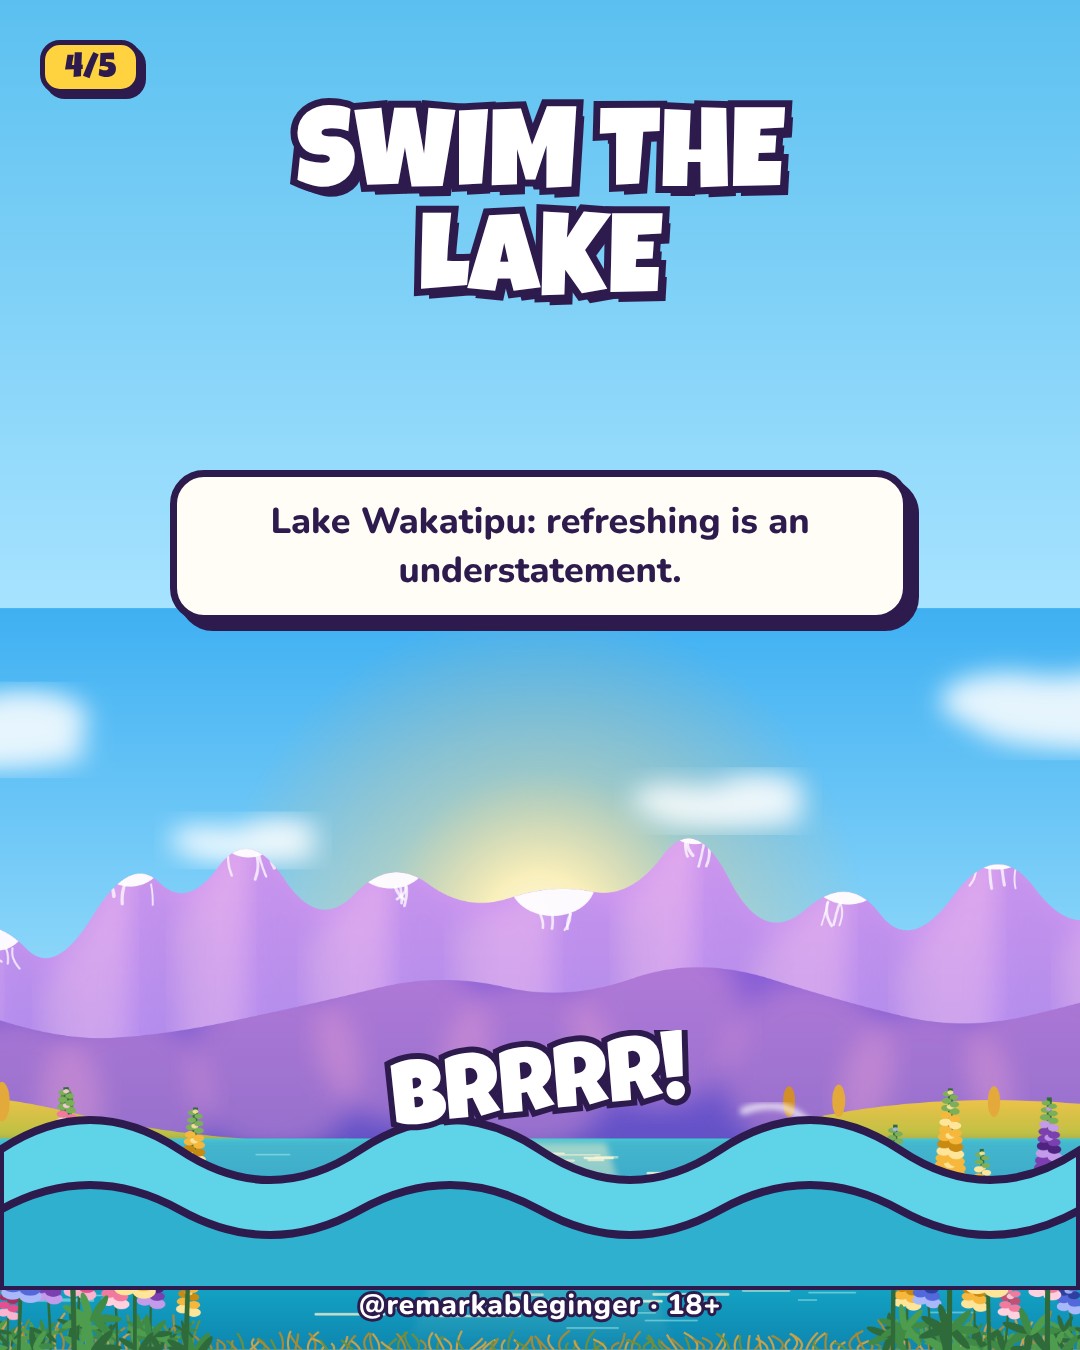 4/5
SWIM THE
LAKE
Lake Wakatipu: refreshing is an
understatement.
BRRRR!
@remarkableginger · 18+